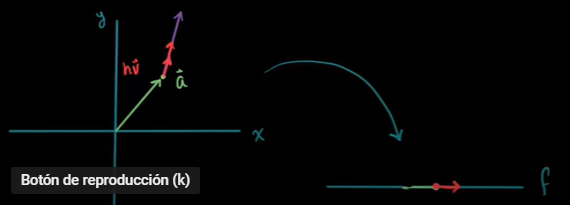 y
hv⃗
a⃗
x
Botón de reproducción (k)
f